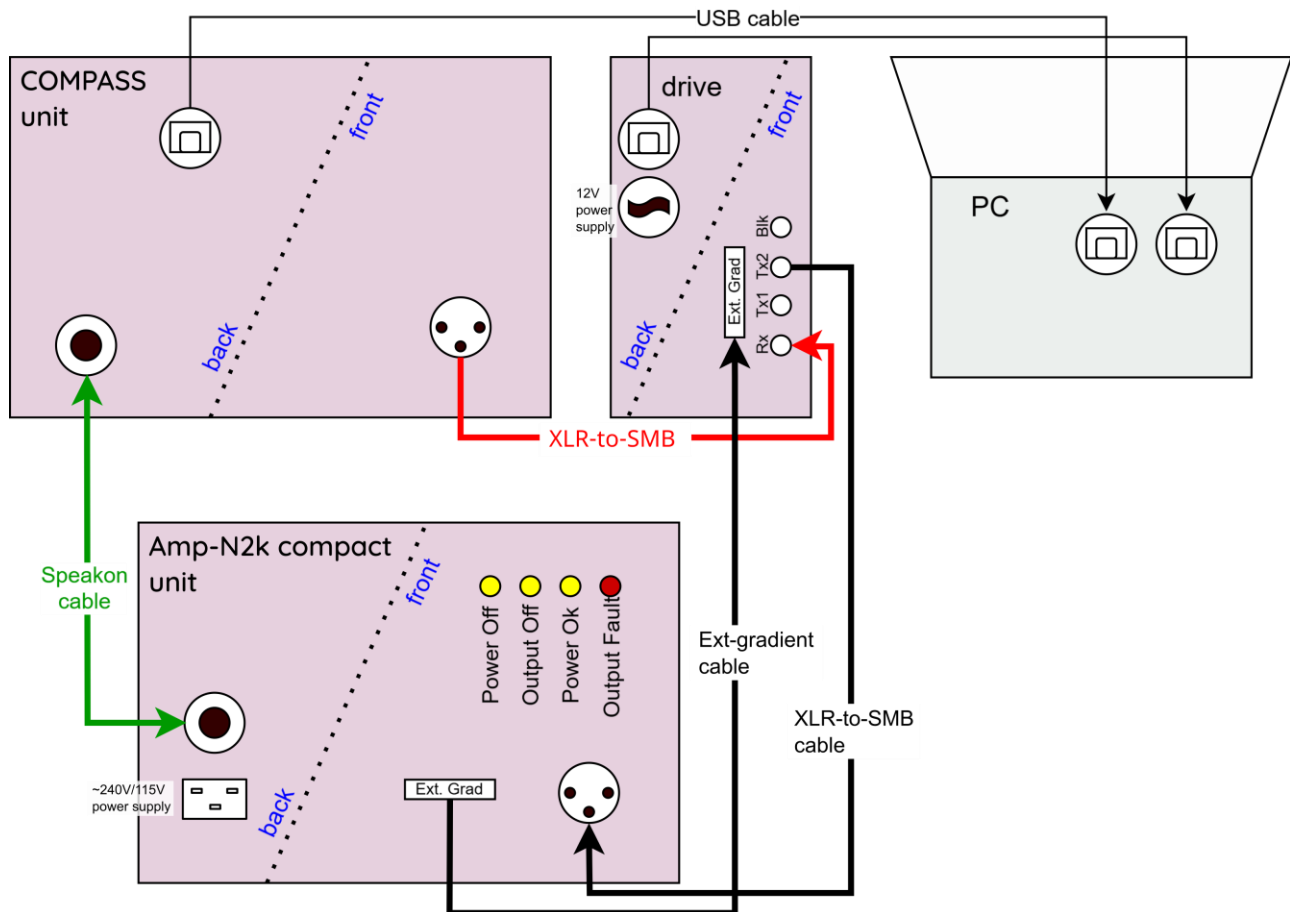 USB cable
COMPASS
unit
front
back
drive
front
back
12V
power
supply
Blk
Tx2
Tx1
Rx
Ext. Grad
PC
XLR-to-SMB
Speakon
cable
Amp-N2k compact
unit
front
back
Power Off
Output Off
Power Ok
Output Fault
~240V/115V
power supply
Ext. Grad
Ext-gradient
cable
XLR-to-SMB
cable